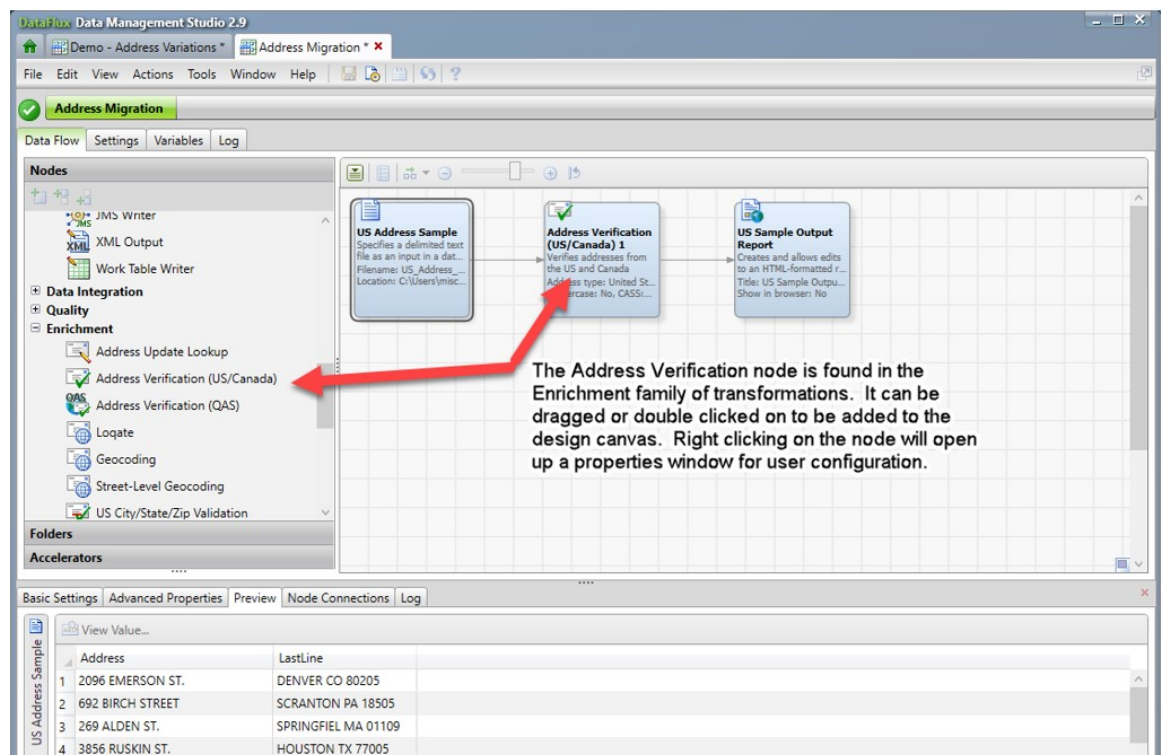 DataFlux Data Management Studio 2.9
Demo - Address Variations *
Address Migration *
File Edit View Actions Tools Window Help
Address Migration
Data Flow Settings Variables Log
Nodes
JMS Writer
XML Output
Work Table Writer
Data Integration
Quality
Enrichment
Address Update Lookup
Address Verification (US/Canada)
Address Verification (QAS)
Loqate
Geocoding
Street-Level Geocoding
US City/State/Zip Validation
Folders
Accelerators
US Address Sample
Specifies a delimited text
file as an input in a dat...
Filename: US_Address_...
Location: C:\Users\misc...
Address Verification
(US/Canada) 1
Verifies addresses from
the US and Canada
Address type: United St...
CASS:...
US Sample Output
Report
Creates and allows edits
to an HTML-formatted r...
Title: US Sample Outpu...
Show in browser: No
The Address Verification node is found in the
Enrichment family of transformations. It can be
dragged or double clicked on to be added to the
design canvas. Right clicking on the node will open
up a properties window for user configuration.
Basic Settings Advanced Properties Preview Node Connections Log
US Address Sample
View Value...
Address LastLine
1 2096 EMERSON ST. DENVER CO 80205
2 692 BIRCH STREET SCRANTON PA 18505
3 269 ALDEN ST. SPRINGFIEL MA 01109
4 3856 RUSKIN ST. HOUSTON TX 77005